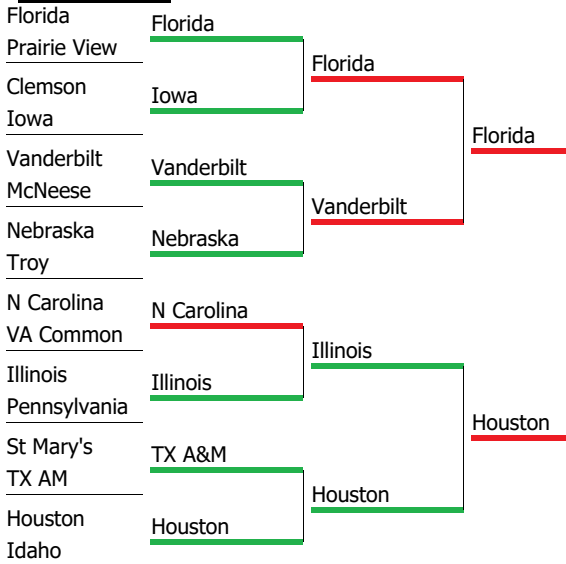 Florida
Prairie View
Clemson
Iowa
Vanderbilt
McNeese
Nebraska
Troy
N Carolina
VA Common
Illinois
Pennsylvania
St Mary's
TX AM
Houston
Idaho
Florida
Iowa
Vanderbilt
Nebraska
N Carolina
Illinois
TX A&M
Houston
Florida
Vanderbilt
Illinois
Houston
Florida
Houston